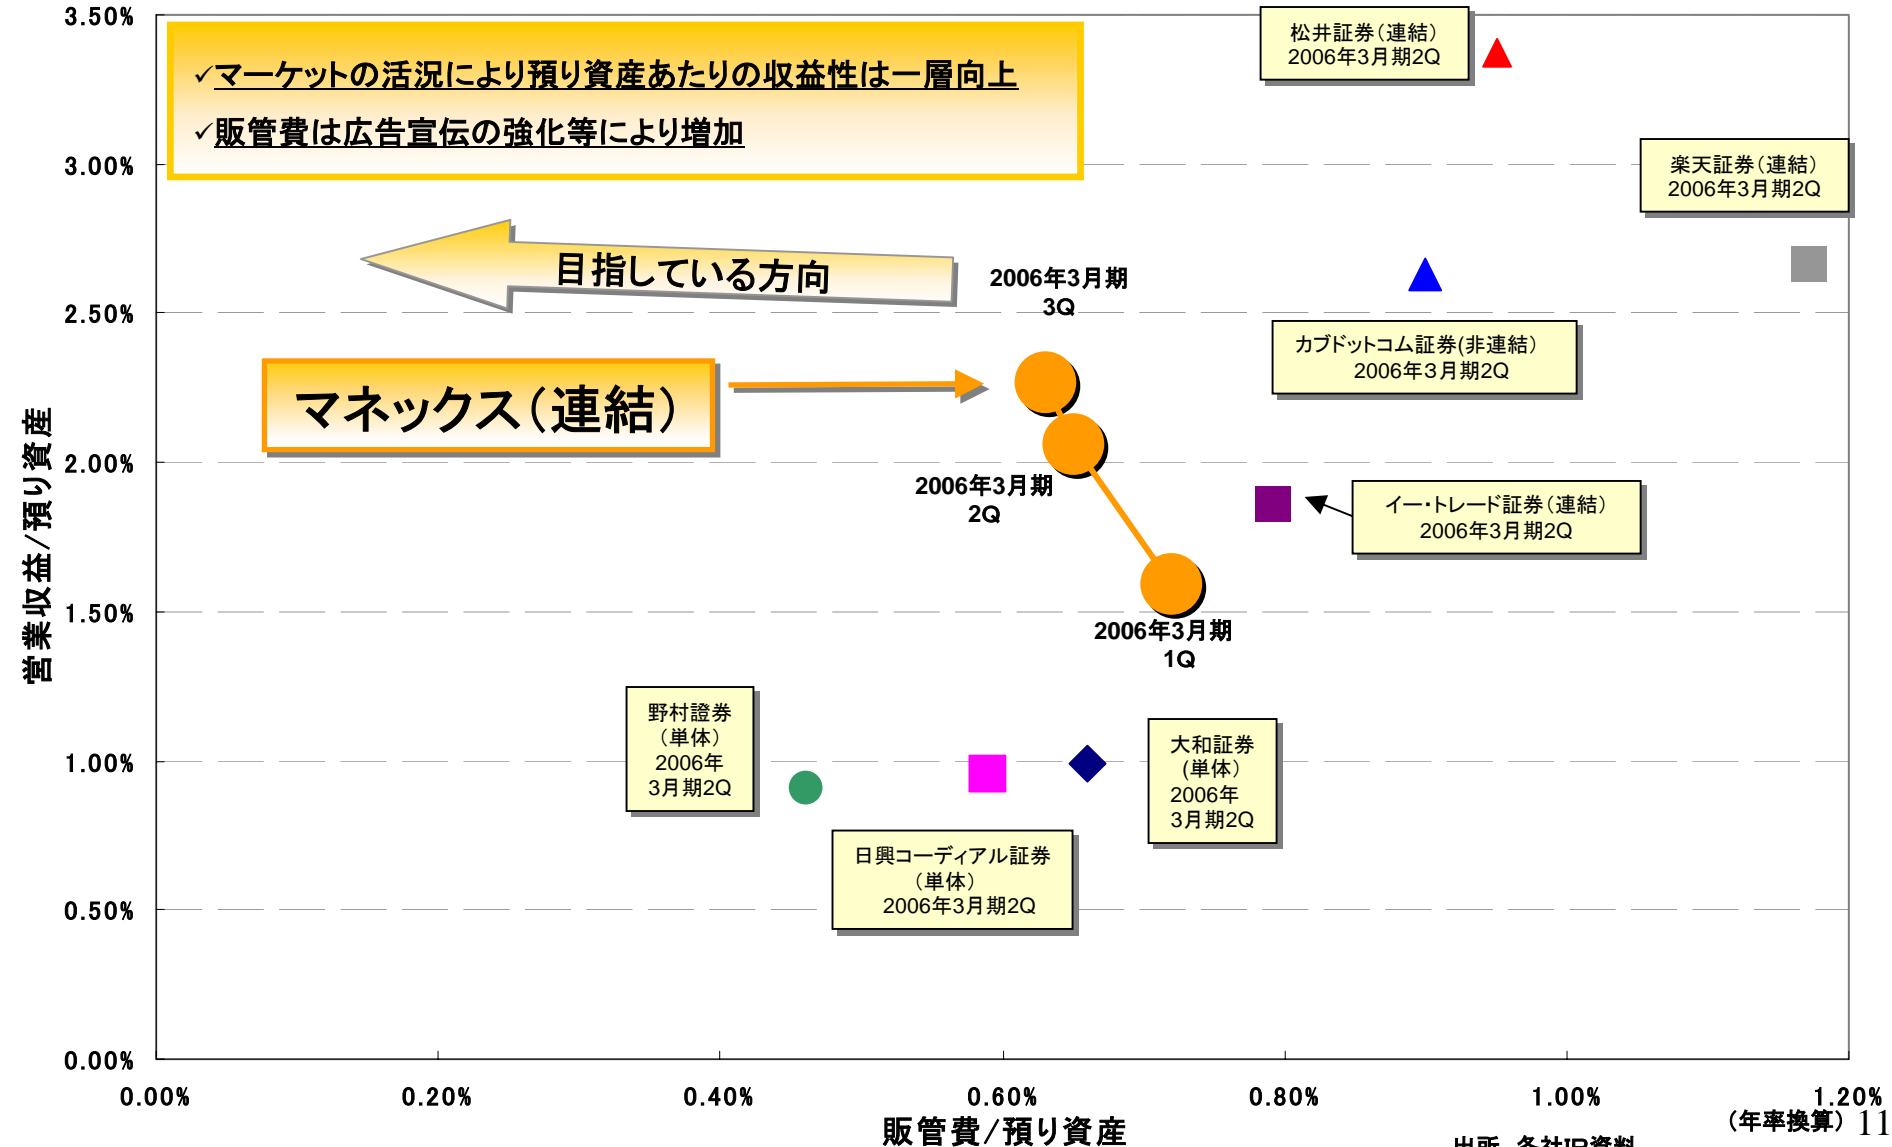 ✓マーケットの活況により預り資産あたりの収益性は一層向上
✓販管費は広告宣伝の強化等により増加
目指している方向
マネックス（連結）
営業収益/預り資産
3.50%
3.00%
2.50%
2.00%
1.50%
1.00%
0.50%
0.00%
松井証券（連結）
2006年3月期2Q
楽天証券（連結）
2006年3月期2Q
2006年3月期
3Q
カブドットコム証券(非連結）
2006年3月期2Q
2006年3月期
2Q
イー・トレード証券（連結）
2006年3月期2Q
2006年3月期
1Q
野村證券
（単体）
2006年
3月期2Q
大和証券
(単体）
2006年
3月期2Q
日興コーディアル証券
（単体）
2006年3月期2Q
0.00%
0.20%
0.40%
0.60%
0.80%
1.00%
1.20%
販管費/預り資産
（年率換算）
11
出所 各社IR資料